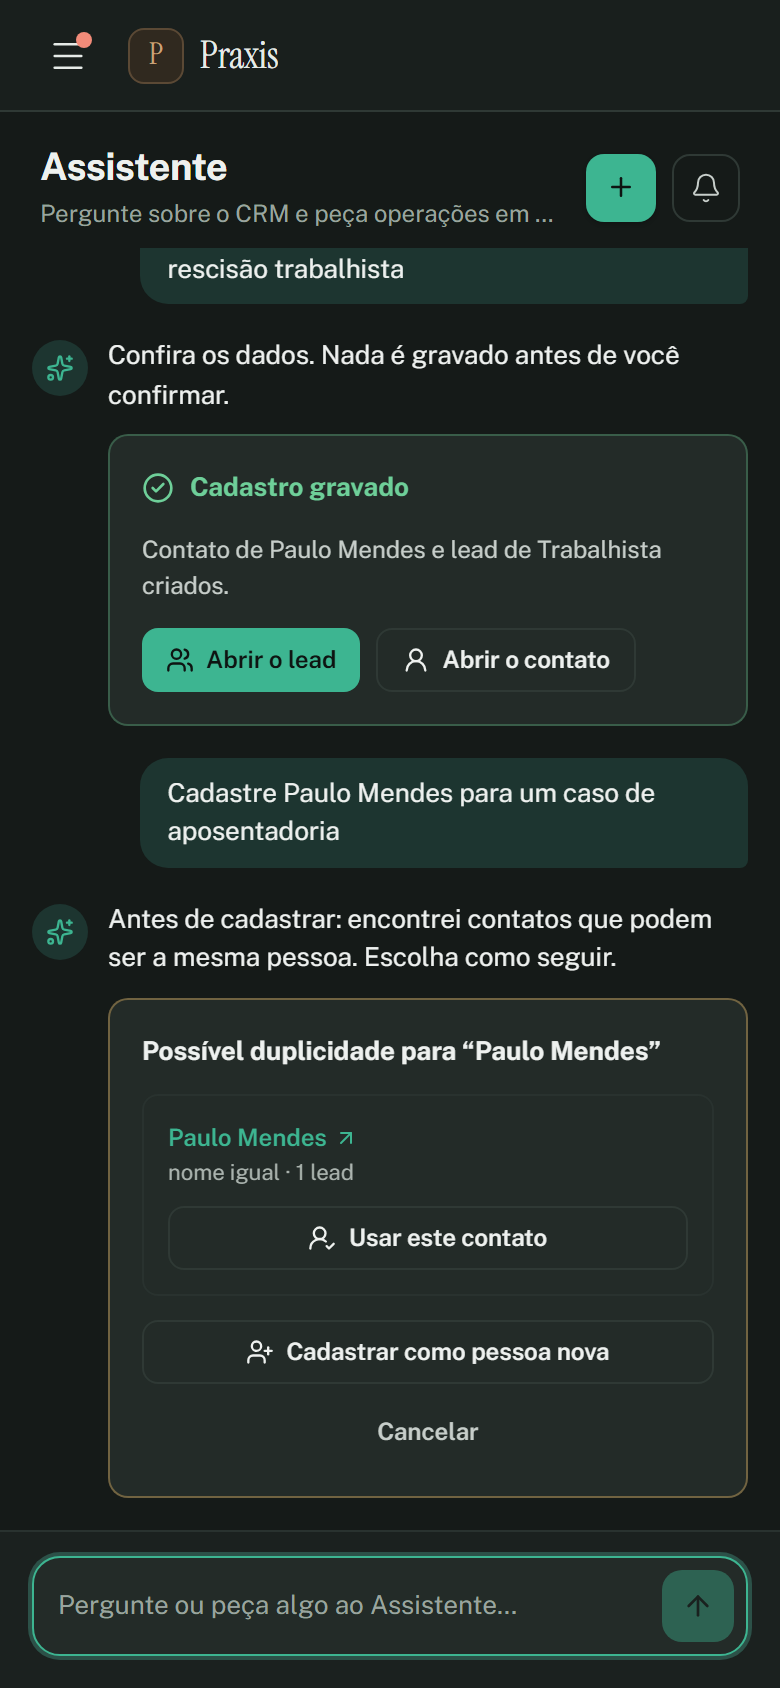 P
Praxis
Assistente
Pergunte sobre o CRM e peça operações em ...
rescisão trabalhista
Confira os dados. Nada é gravado antes de você
confirmar.
Cadastro gravado
Contato de Paulo Mendes e lead de Trabalhista
criados.
Abrir o lead
Abrir o contato
Cadastre Paulo Mendes para um caso de
aposentadoria
Antes de cadastrar: encontrei contatos que podem
ser a mesma pessoa. Escolha como seguir.
Possível duplicidade para “Paulo Mendes”
Paulo Mendes
nome igual · 1 lead
Usar este contato
Cadastrar como pessoa nova
Cancelar
Pergunte ou peça algo ao Assistente...